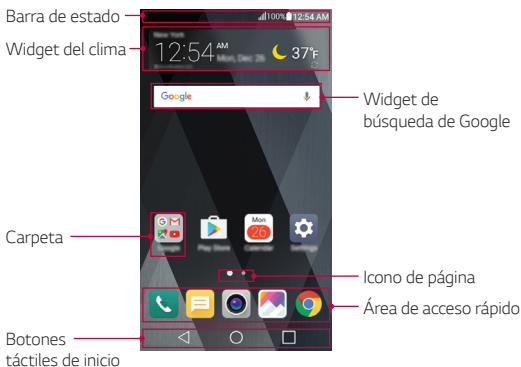 Barra de estado
100% 12:54 AM
Widget del clima
New York
12:54 AM
Mon, Dec 26
37°F
Google
Widget de
búsqueda de Google
Mon
26
G M
Carpeta
Google
Play Store
Calendar
Settings
Icono de página
Área de acceso rápido
Botones
táctiles de inicio